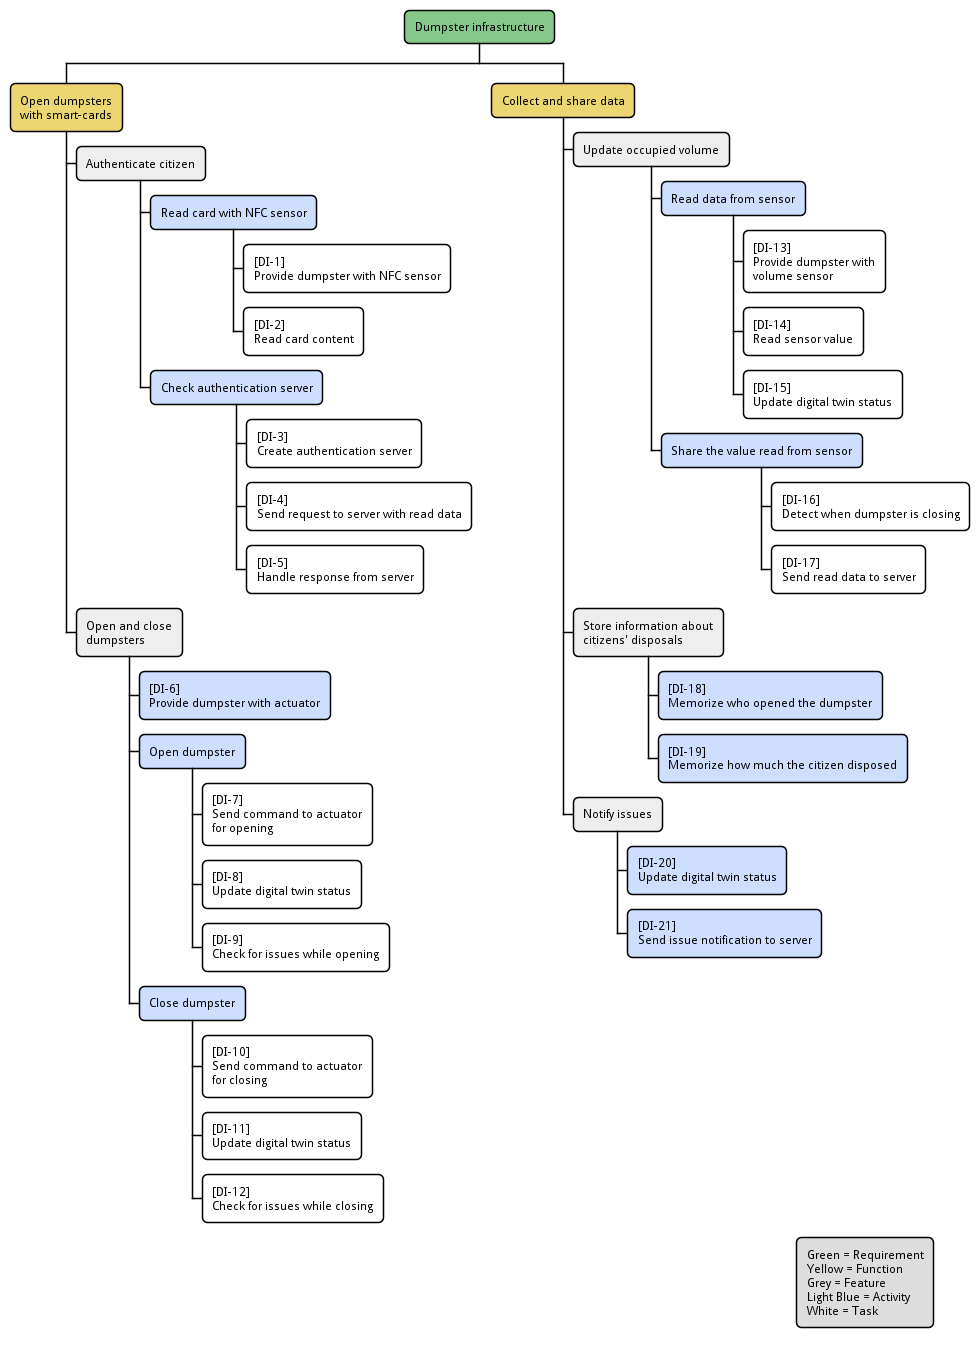 Dumpster infrastructure
Open dumpsters
with smart-cards
Authenticate citizen
Read card with NFC sensor
[DI-1]
Provide dumpster with NFC sensor
[DI-2]
Read card content
Check authentication server
[DI-3]
Create authentication server
[DI-4]
Send request to server with read data
[DI-5]
Handle response from server
Open and close
dumpsters
[DI-6]
Provide dumpster with actuator
Open dumpster
[DI-7]
Send command to actuator
for opening
[DI-8]
Update digital twin status
[DI-9]
Check for issues while opening
Close dumpster
[DI-10]
Send command to actuator
for closing
[DI-11]
Update digital twin status
[DI-12]
Check for issues while closing
Collect and share data
Update occupied volume
Read data from sensor
[DI-13]
Provide dumpster with
volume sensor
[DI-14]
Read sensor value
[DI-15]
Update digital twin status
Share the value read from sensor
[DI-16]
Detect when dumpster is closing
[DI-17]
Send read data to server
Store information about
citizens' disposals
[DI-18]
Memorize who opened the dumpster
[DI-19]
Memorize how much the citizen disposed
Notify issues
[DI-20]
Update digital twin status
[DI-21]
Send issue notification to server
Green = Requirement
Yellow = Function
Grey = Feature
Light Blue = Activity
White = Task